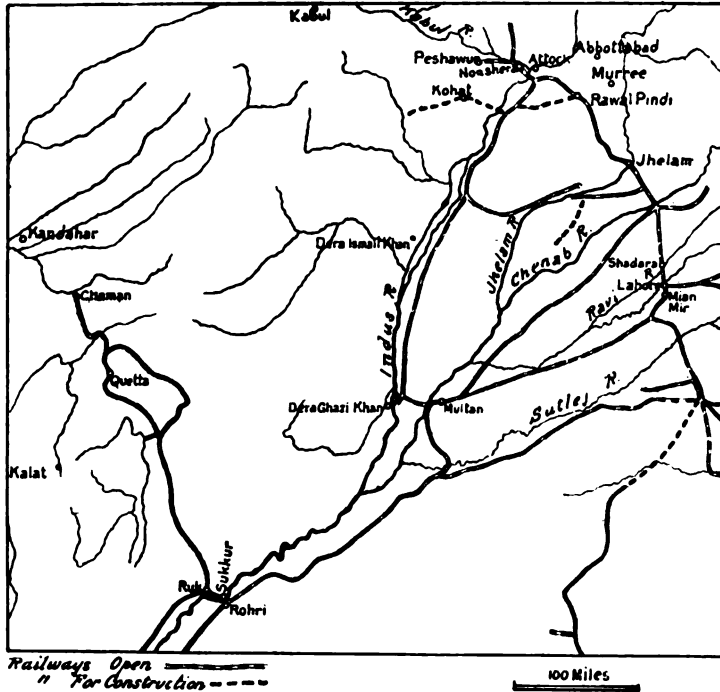 Kabul
Kabul R.
Peshawur
Nowshera
Attock
Abbottabad
Murree
Kohat
Rawal Pindi
Jhelam
Kandahar
Dera Ismail Khan
Jhelam R.
Chenab R.
Shadara
Ravi R.
Lahore
Mian
Mir
Chaman
Indus R
Quetta
Dera Ghazi Khan
Multan
Sutlej R.
Kalat
Ruk
Sukkur
Rohri
Railways Open
" For Construction
100 Miles